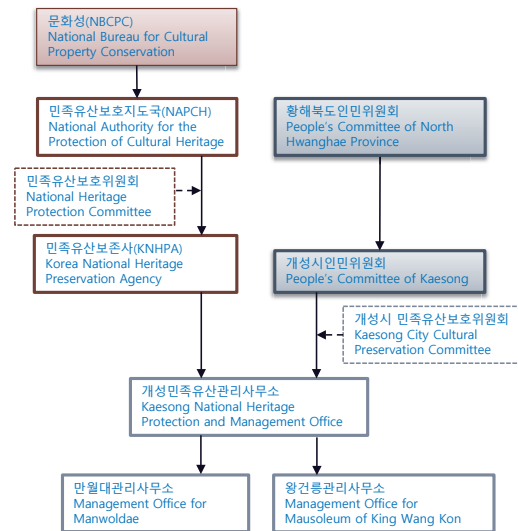 문화성(NBCPC)
National Bureau for Cultural
Property Conservation
민족유산보호지도국(NAPCH)
National Authority for the
Protection of Cultural Heritage
황해북도인민위원회
People's Committee of North
Hwanghae Province
민족유산보호위원회
National Heritage
Protection Committee
민족유산보존사(KNHPA)
Korea National Heritage
Preservation Agency
개성시인민위원회
People's Committee of Kaesong
개성시 민족유산보호위원회
Kaesong City Cultural
Preservation Committee
개성민족유산관리사무소
Kaesong National Heritage
Protection and Management Office
만월대관리사무소
Management Office for
Manwoldae
왕건릉관리사무소
Management Office for
Mausoleum of King Wang Kon